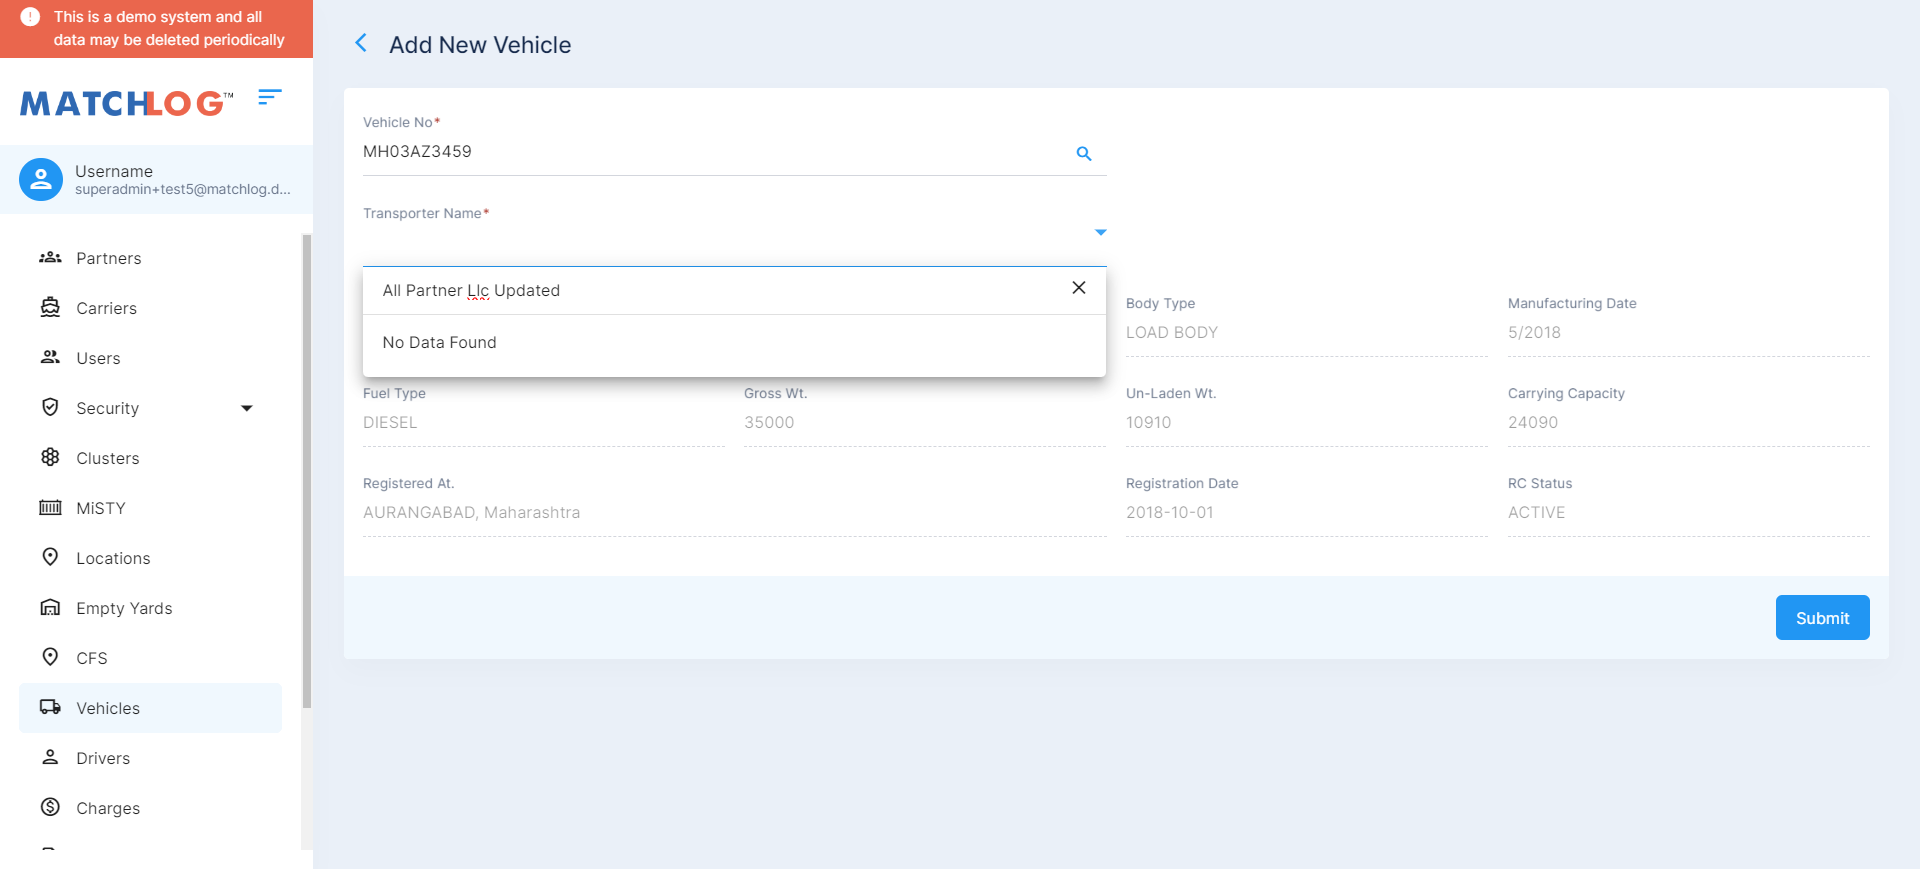 This is a demo system and all
data may be deleted periodically
MATCHLOG™
Username
superadmin+test5@matchlog.d...
Partners
Carriers
Users
Security
Clusters
MiSTY
Locations
Empty Yards
CFS
Vehicles
Drivers
Charges
Add New Vehicle
Vehicle No*
MH03AZ3459
Transporter Name*
All Partner Llc Updated
No Data Found
Body Type
LOAD BODY
Manufacturing Date
5/2018
Fuel Type
DIESEL
Gross Wt.
35000
Un-Laden Wt.
10910
Carrying Capacity
24090
Registered At.
AURANGABAD, Maharashtra
Registration Date
2018-10-01
RC Status
ACTIVE
Submit